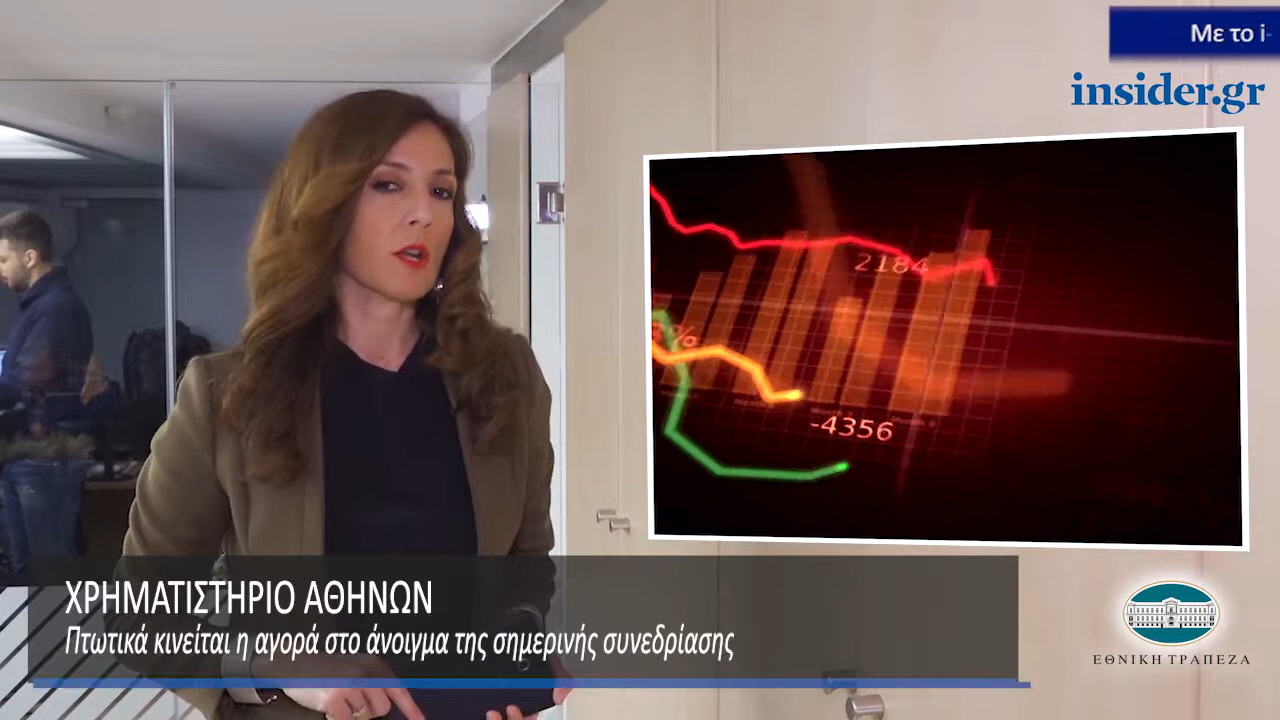 Με το i-
insider.gr
2184
%
-4356
ΧΡΗΜΑΤΙΣΤΗΡΙΟ ΑΘΗΝΩΝ
Πτωτικά κινείται η αγορά στο άνοιγμα της σημερινής συνεδρίασης
ΕΘΝΙΚΗ ΤΡΑΠΕΖΑ